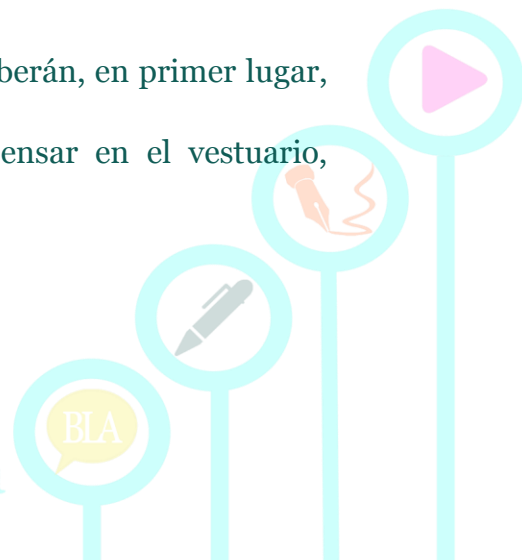 berán, en primer lugar,
ensar en el vestuario,
BLA